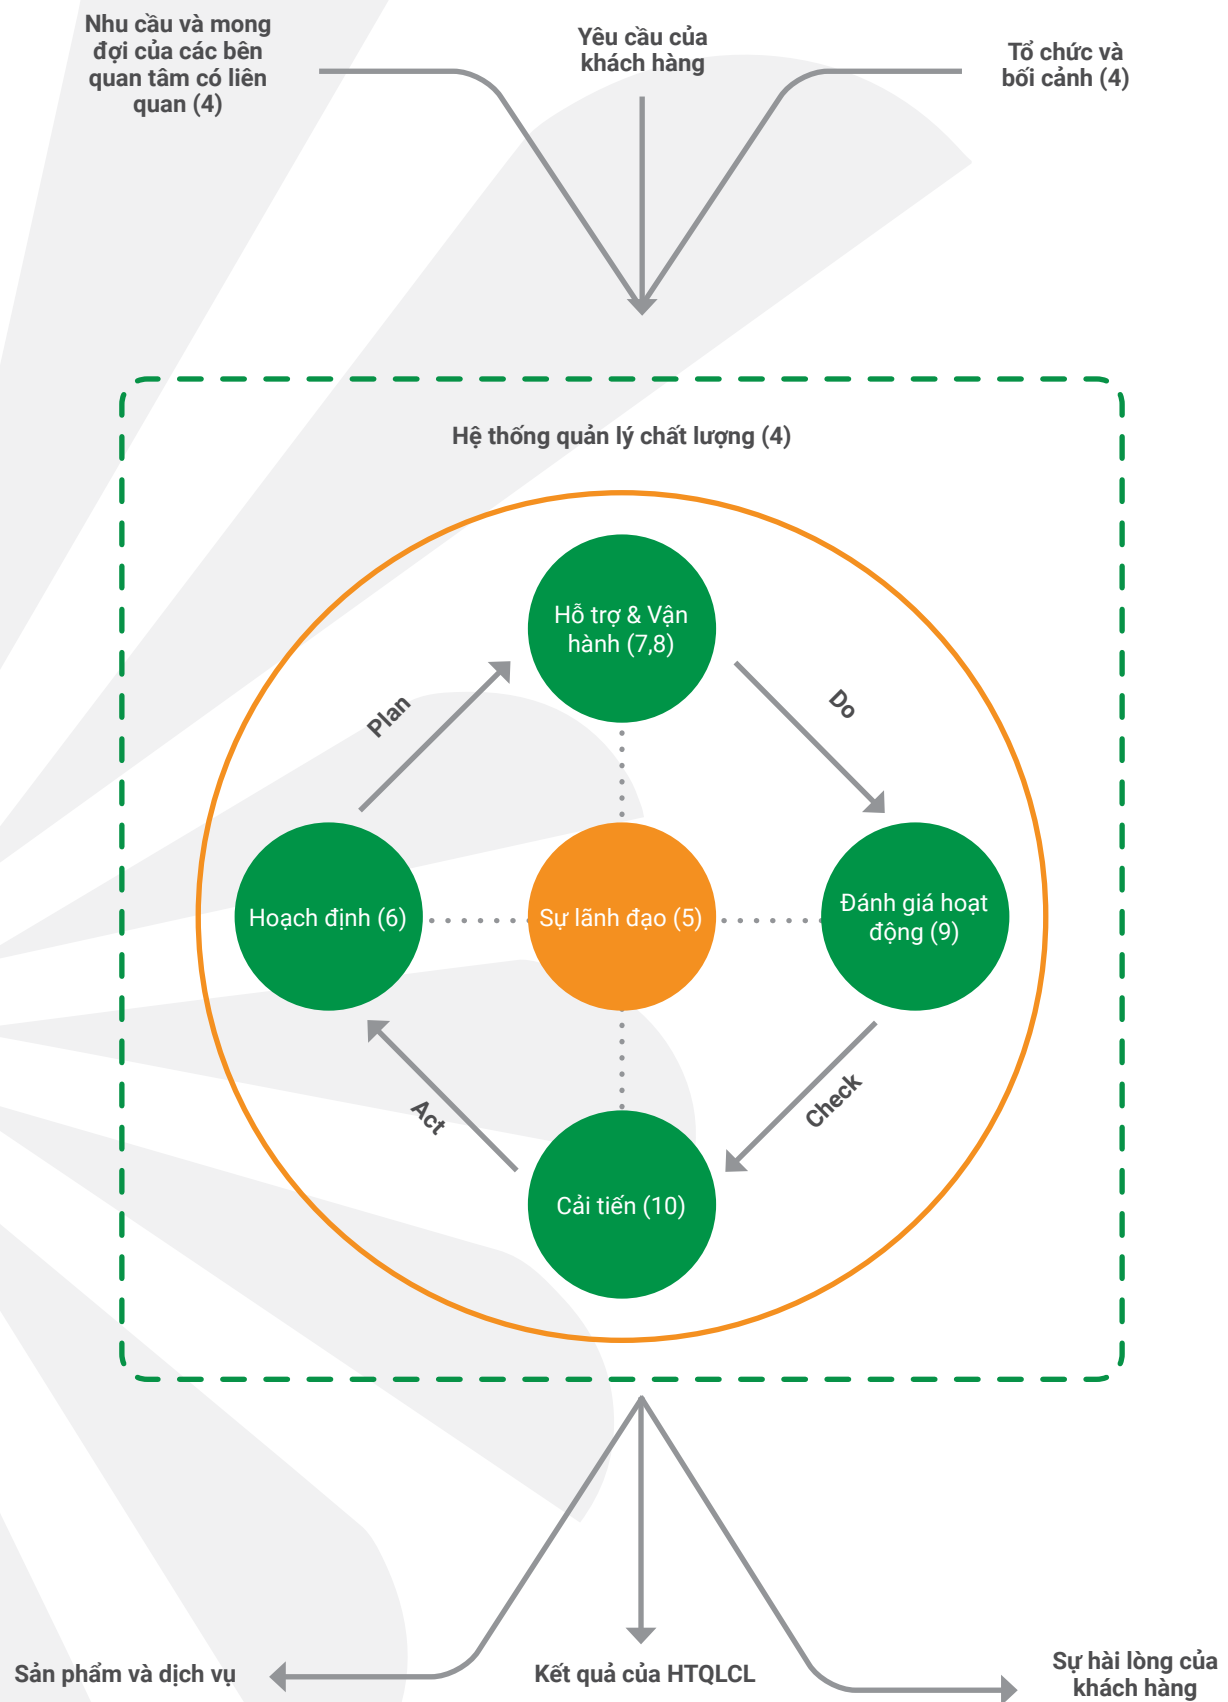 Nhu cầu và mong
đợi của các bên
quan tâm có liên
quan (4)
Yêu cầu của
khách hàng
Tổ chức và
bối cảnh (4)
Hệ thống quản lý chất lượng (4)
Hỗ trợ & Vận
hành (7,8)
Plan
Do
Hoạch định (6)
Sự lãnh đạo (5)
Đánh giá hoạt
động (9)
Act
Check
Cải tiến (10)
Sản phẩm và dịch vụ
Kết quả của HTQLCL
Sự hài lòng của
khách hàng